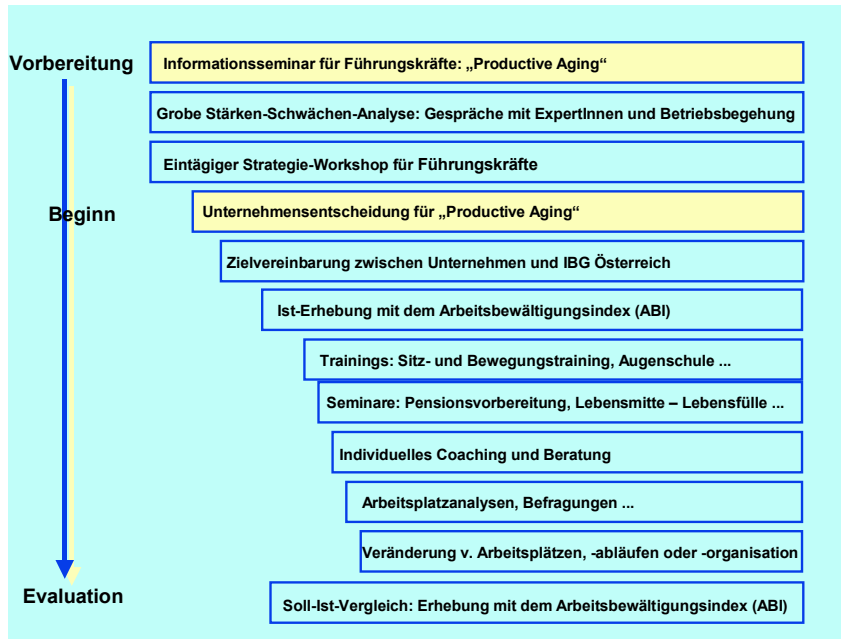 Vorbereitung
Informationsseminar für Führungskräfte: „Productive Aging“
Grobe Stärken-Schwächen-Analyse: Gespräche mit ExpertInnen und Betriebsbegehung
Eintägiger Strategie-Workshop für Führungskräfte
Beginn
Unternehmensentscheidung für „Productive Aging“
Zielvereinbarung zwischen Unternehmen und IBG Österreich
Ist-Erhebung mit dem Arbeitsbewältigungsindex (ABI)
Trainings: Sitz- und Bewegungstraining, Augenschule ...
Seminare: Pensionsvorbereitung, Lebensmitte – Lebensfülle ...
Individuelles Coaching und Beratung
Arbeitsplatzanalysen, Befragungen ...
Veränderung v. Arbeitsplätzen, -abläufen oder -organisation
Evaluation
Soll-Ist-Vergleich: Erhebung mit dem Arbeitsbewältigungsindex (ABI)